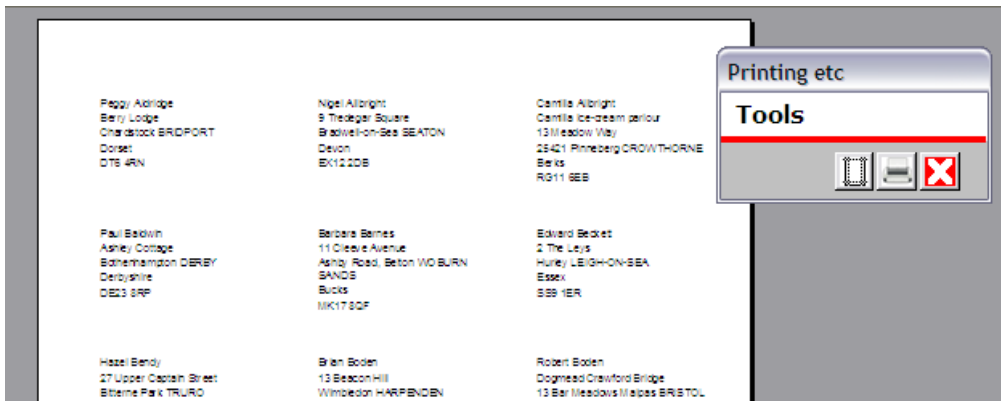 Peggy Aldridge
Berry Lodge
Chardstock BRIDPORT
Dorset
DT6 4RN
Nigel Allbright
9 Tredegar Square
Bradwell-on-Sea SEATON
Devon
EX12 2DB
Camilla Albright
Camilla Ice-cream parlour
13 Meadow Way
25421 Pinneberg CROWTHORNE
Berks
RG11 6EB
Printing etc
Tools
Paul Baldwin
Ashley Cottage
Bothenhampton DERBY
Derbyshire
DE23 8RP
Barbara Barnes
11 Cleeve Avenue
Ashby Road, Belton WOBURN
SANDS
Bucks
MK17 8QF
Edward Beckett
2 The Leys
Hurley LEIGH-ON-SEA
Essex
SS9 1ER
Hazel Bendy
27 Upper Captain Street
Bitterne Park TRURO
Brian Boden
13 Beacon Hill
Wimbledon HARPENDEN
Robert Boden
Dogmead Crawford Bridge
13 Bar Meadows Malpas BRISTOL